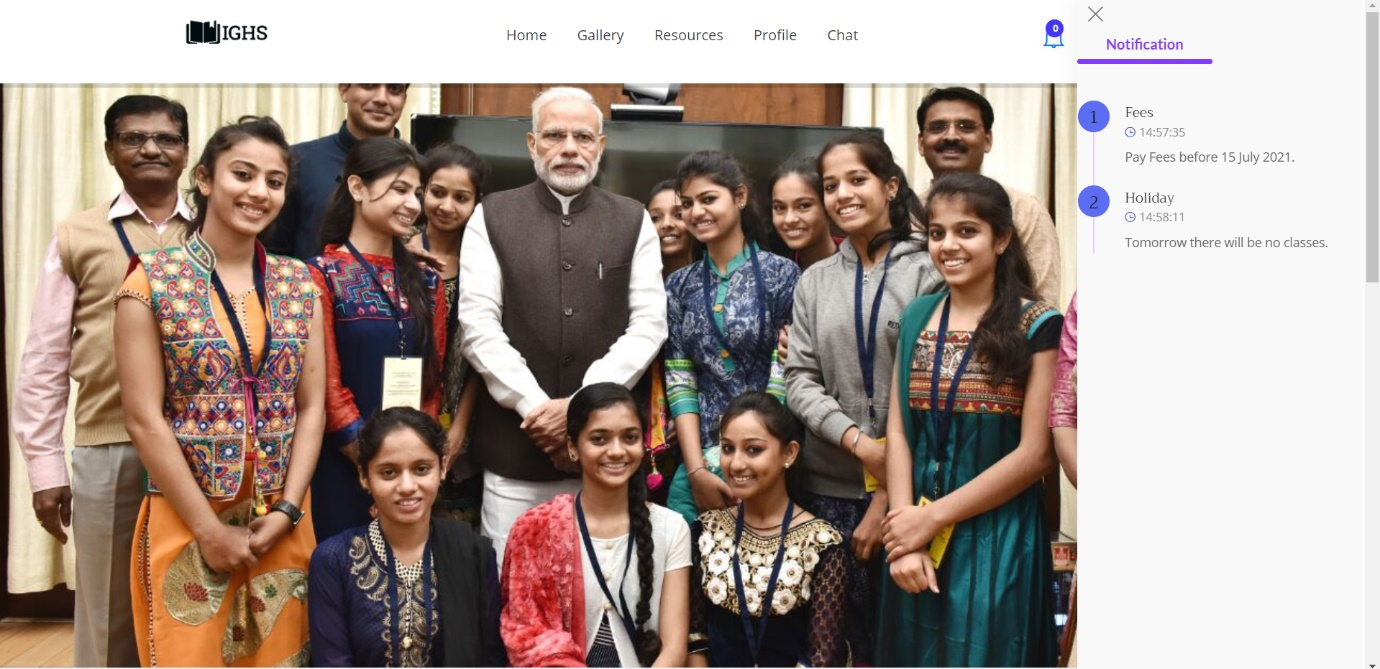 IGHS
Home Gallery Resources Profile Chat
0
Notification
1
Fees
14:57:35
Pay Fees before 15 July 2021.
2
Holiday
14:58:11
Tomorrow there will be no classes.